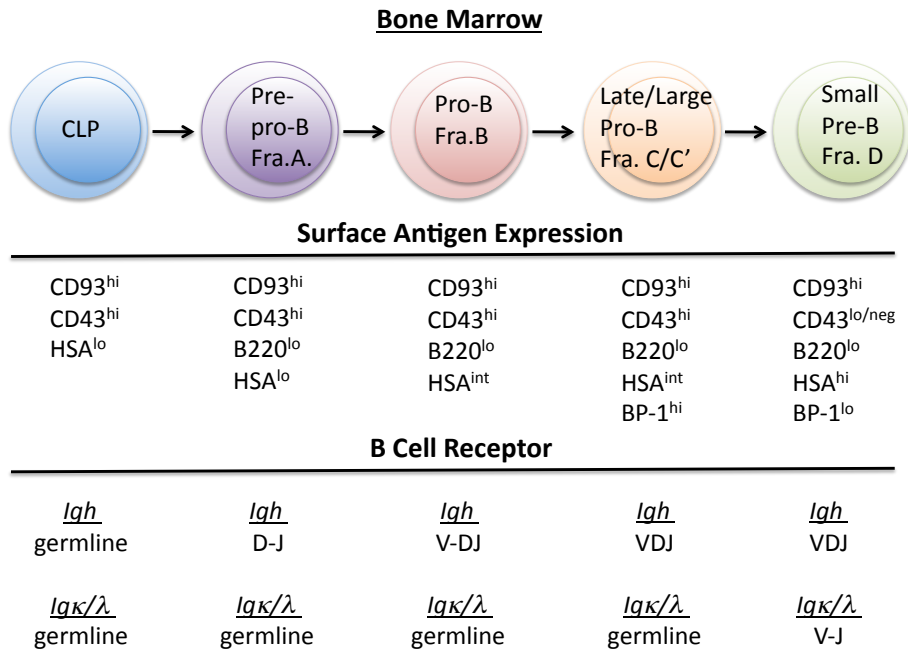 Bone Marrow
CLP
Pre-
pro-B
Fra.A.
Pro-B
Fra.B
Late/Large
Pro-B
Fra. C/C’
Small
Pre-B
Fra. D
Surface Antigen Expression
CD93hi
CD43hi
HSAlo
CD93hi
CD43hi
B220lo
HSAlo
CD93hi
CD43hi
B220lo
HSAint
CD93hi
CD43hi
B220lo
HSAint
BP-1hi
CD93hi
CD43lo/neg
B220lo
HSAhi
BP-1lo
B Cell Receptor
Igh
germline
Igh
D-J
Igh
V-DJ
Igh
VDJ
Igh
VDJ
Igκ/λ
germline
Igκ/λ
germline
Igκ/λ
germline
Igκ/λ
germline
Igκ/λ
V-J